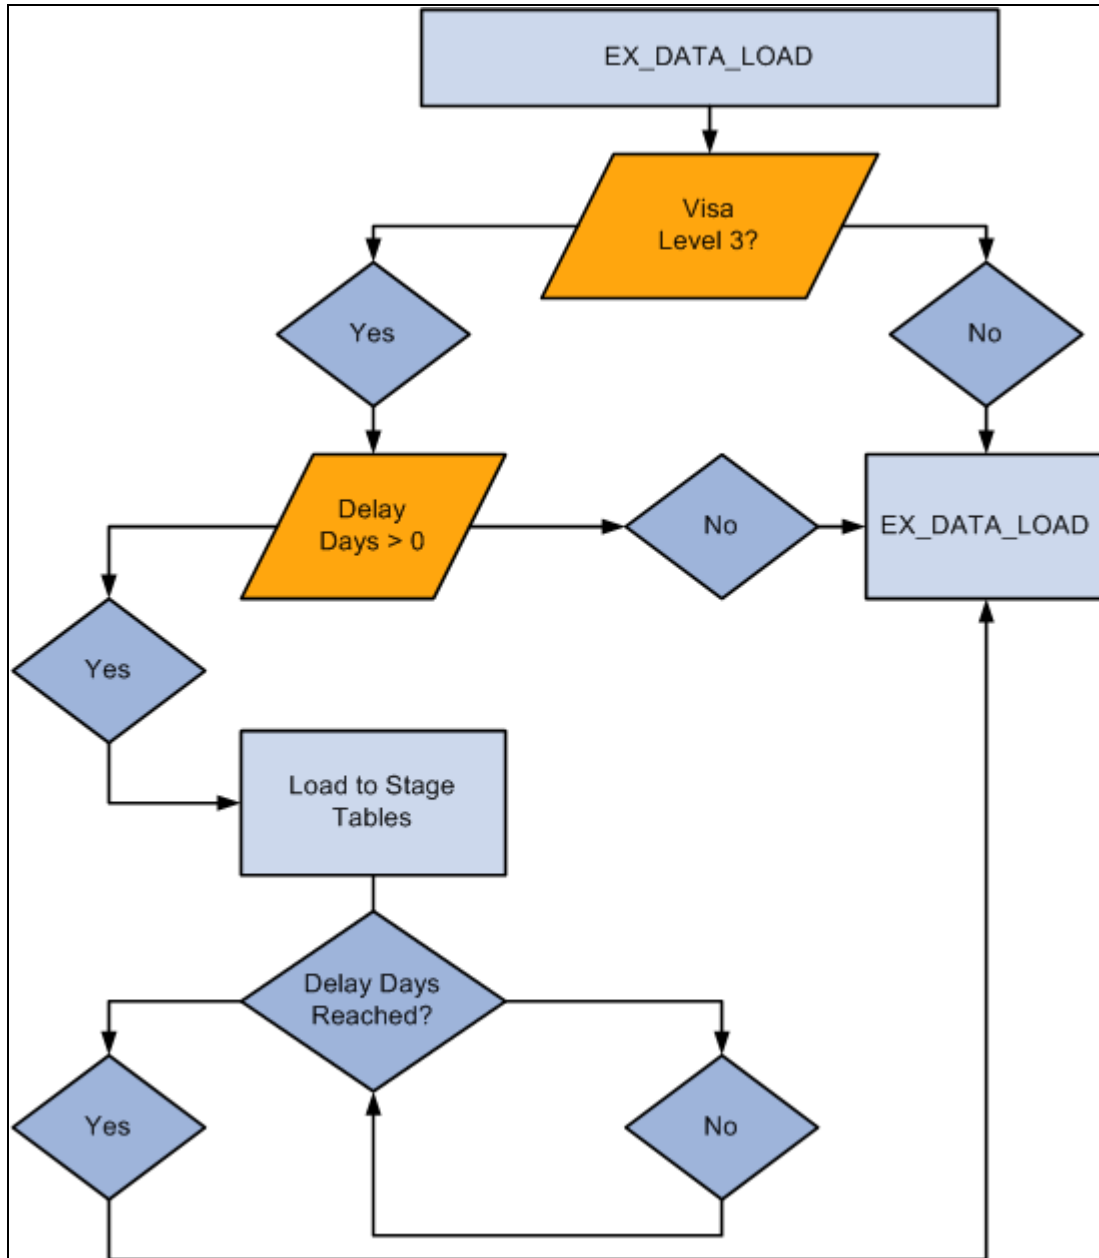 EX_DATA_LOAD
Visa
Level 3?
Yes
No
Delay
Days > 0
No
EX_DATA_LOAD
Yes
Load to Stage
Tables
Delay Days
Reached?
Yes
No